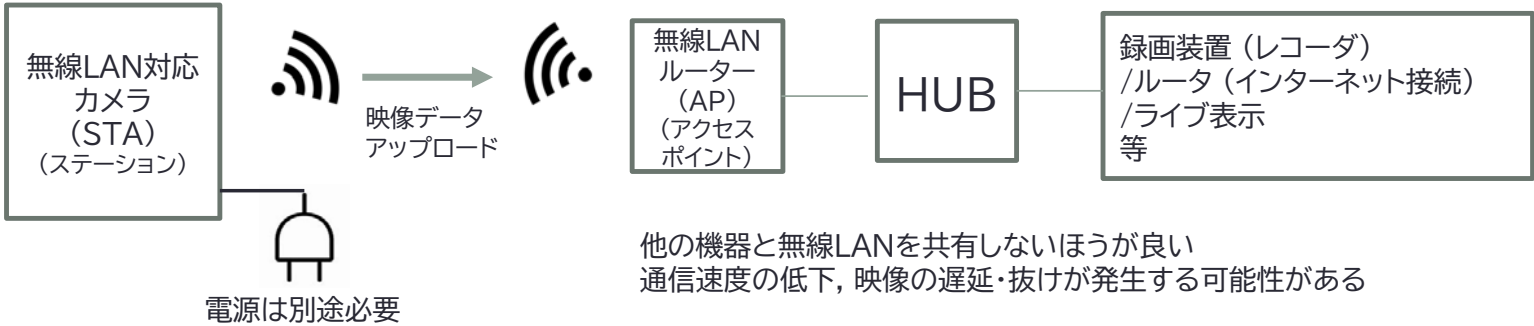 無線LAN対応
カメラ
(STA)
(ステーション)
電源は別途必要
映像データ
アップロード
無線LAN
ルーター
(AP)
(アクセス
ポイント)
HUB
録画装置(レコーダ)
/ルータ(インターネット接続)
/ライブ表示
等
他の機器と無線LANを共有しないほうが良い
通信速度の低下, 映像の遅延・抜けが発生する可能性がある